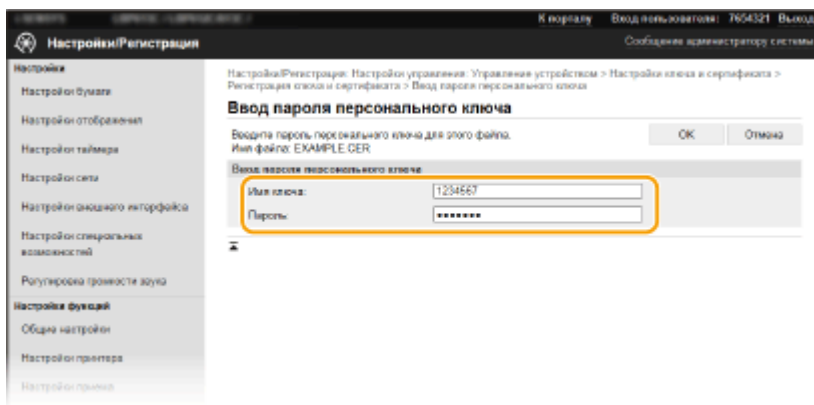 К порталу Вход пользователя: 7654321 Выход
Настройки/Регистрация
Сообщение администратору системы
Настройки
Настройки бумаги
Настройки отображения
Настройки таймера
Настройки сети
Настройки внешнего интерфейса
Настройки специальных
возможностей
Регулировка громкости звука
Настройки функций
Общие настройки
Настройки принтера
Настройки приема
Настройки/Регистрация: Настройки управления: Управление устройством > Настройки ключа и сертификата >
Регистрация ключа и сертификата > Ввод пароля персонального ключа
Ввод пароля персонального ключа
Введите пароль персонального ключа для этого файла.
Имя файла: EXAMPLE.CER
OK Отмена
Ввод пароля персонального ключа
Имя ключа: 1234567
Пароль: •••••••